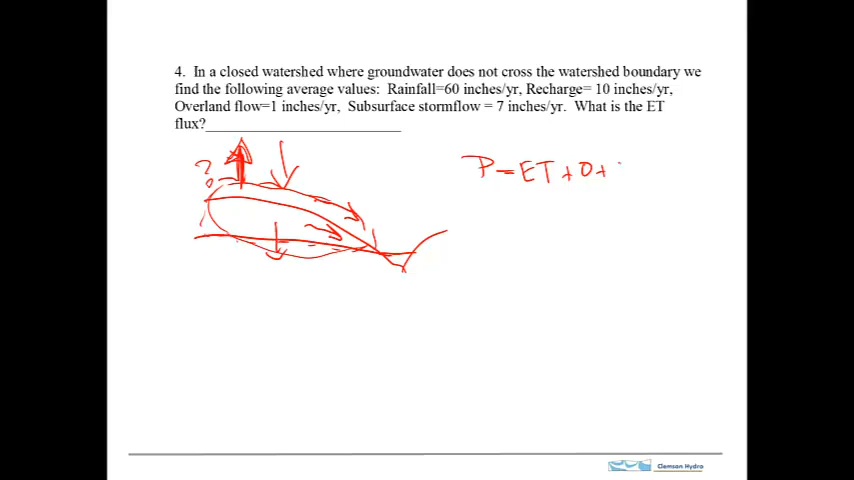 4. In a closed watershed where groundwater does not cross the watershed boundary we
find the following average values: Rainfall=60 inches/yr, Recharge= 10 inches/yr,
Overland flow=1 inches/yr, Subsurface stormflow = 7 inches/yr. What is the ET
flux?
?
P=ET+O+
Clemson Hydro